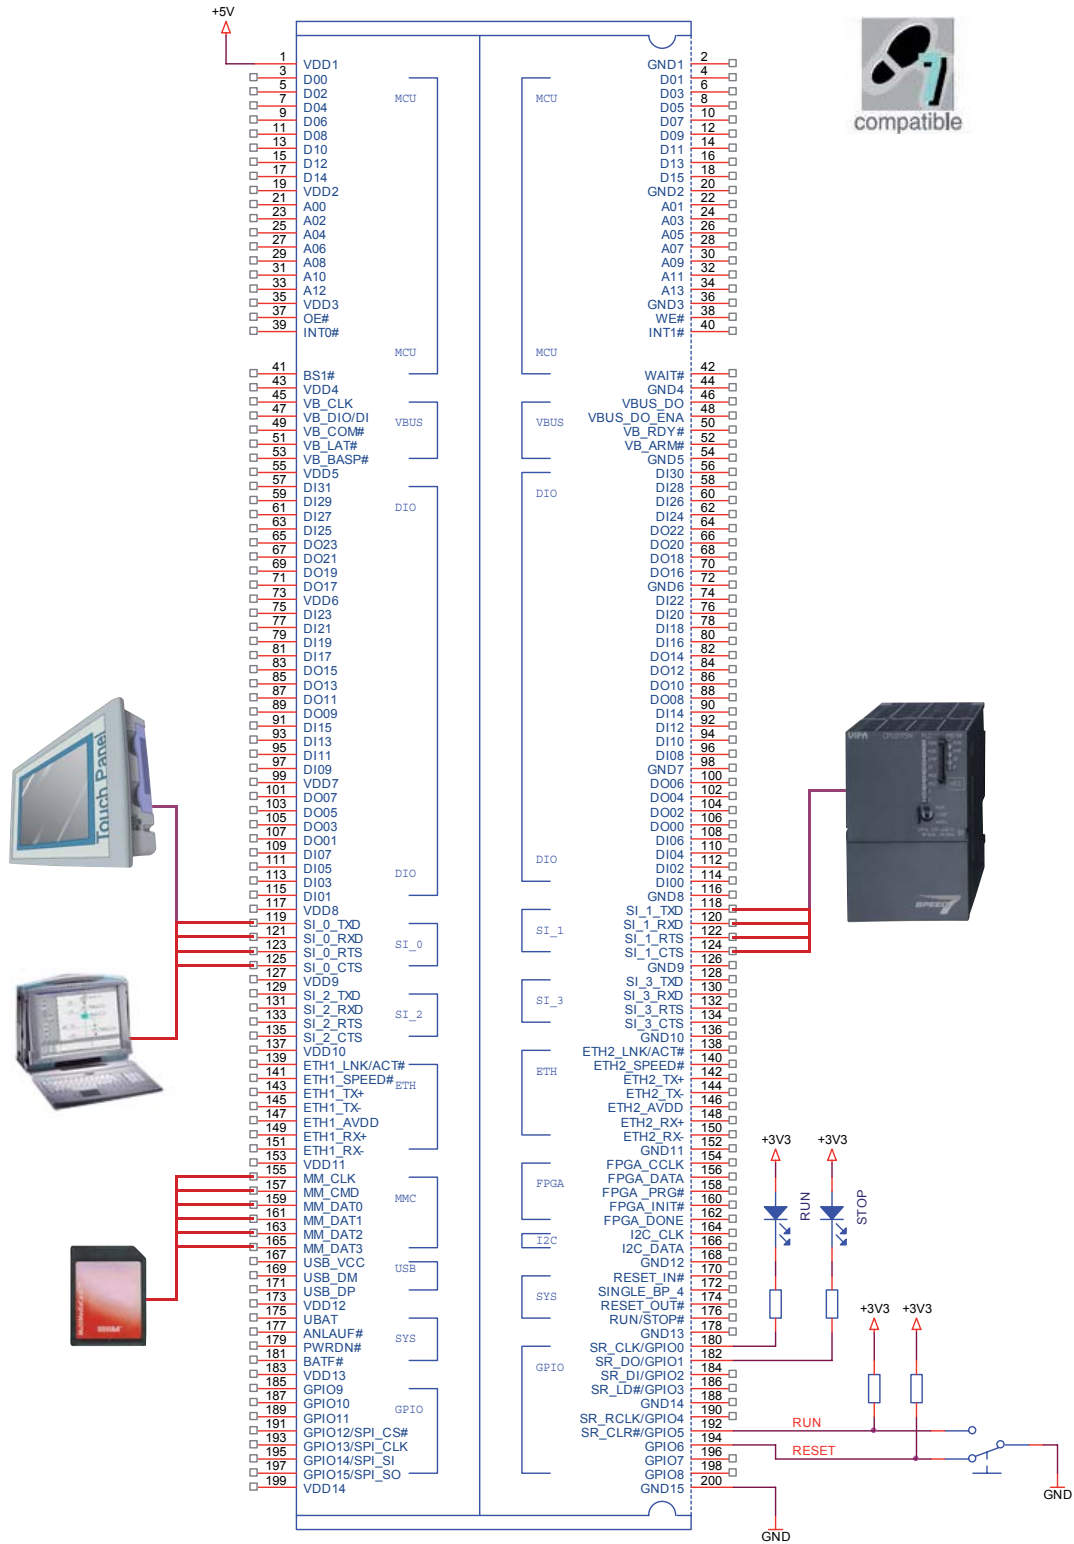 +5V
1 VDD1
3 D00
5 D02
7 D04
9 D06
11 D08
13 D10
15 D12
17 D14
19 VDD2
21 A00
23 A02
25 A04
27 A06
29 A08
31 A10
33 A12
35 VDD3
37 OE#
39 INT0#
MCU
MCU
41 BS1#
43 VDD4
45 VB_CLK
47 VB_DIO/DI
49 VB_COM#
51 VB_LAT#
53 VB_BASP#
VBUS
55 VDD5
57 DI31
59 DI29
61 DI27
63 DI25
65 DO23
67 DO21
69 DO19
71 DO17
73 VDD6
75 DI23
77 DI21
79 DI19
81 DI17
83 DO15
85 DO13
87 DO11
89 DO09
91 DI15
93 DI13
95 DI11
97 DI09
99 VDD7
101 DO07
103 DO05
105 DO03
107 DO01
109 DI07
111 DI05
113 DI03
115 DI01
DIO
DIO
117 VDD8
119 SI_0_TXD
121 SI_0_RXD
123 SI_0_RTS
125 SI_0_CTS
SI_0
127 VDD9
129 SI_2_TXD
131 SI_2_RXD
133 SI_2_RTS
135 SI_2_CTS
SI_2
137 VDD10
139 ETH1_LNK/ACT#
141 ETH1_SPEED#
143 ETH1_TX+
145 ETH1_TX-
147 ETH1_AVDD
149 ETH1_RX+
151 ETH1_RX-
ETH
153 VDD11
155 MM_CLK
157 MM_CMD
159 MM_DAT0
161 MM_DAT1
163 MM_DAT2
165 MM_DAT3
MMC
167 USB_VCC
169 USB_DM
171 USB_DP
USB
173 VDD12
175 UBAT
177 ANLAUF#
179 PWRDN#
181 BATF#
SYS
183 VDD13
185 GPIO9
187 GPIO10
189 GPIO11
191 GPIO12/SPI_CS#
193 GPIO13/SPI_CLK
195 GPIO14/SPI_SI
197 GPIO15/SPI_SO
GPIO
199 VDD14
Touch Panel
GND1 2
D01 4
D03 6
D05 8
D07 10
D09 12
D11 14
D13 16
D15 18
GND2 20
A01 22
A03 24
A05 26
A07 28
A09 30
A11 32
A13 34
GND3 36
WE# 38
INT1# 40
MCU
MCU
WAIT# 42
GND4 44
VBUS_DO 46
VBUS_DO_ENA 48
VB_RDY# 50
VB_ARM# 52
VBUS
GND5 54
DI30 56
DI28 58
DI26 60
DI24 62
DO22 64
DO20 66
DO18 68
DO16 70
GND6 72
DI22 74
DI20 76
DI18 78
DI16 80
DO14 82
DO12 84
DO10 86
DO08 88
DI14 90
DI12 92
DI10 94
DI08 96
GND7 98
DO06 100
DO04 102
DO02 104
DO00 106
DI06 108
DI04 110
DI02 112
DI00 114
DIO
DIO
GND8 116
SI_1_TXD 118
SI_1_RXD 120
SI_1_RTS 122
SI_1_CTS 124
SI_1
GND9 126
SI_3_TXD 128
SI_3_RXD 130
SI_3_RTS 132
SI_3_CTS 134
SI_3
GND10 136
ETH2_LNK/ACT# 138
ETH2_SPEED# 140
ETH2_TX+ 142
ETH2_TX- 144
ETH2_AVDD 146
ETH2_RX+ 148
ETH2_RX- 150
ETH
GND11 152
FPGA_CCLK 154
FPGA_DATA 156
FPGA_PRG# 158
FPGA_INIT# 160
FPGA_DONE 162
FPGA
I2C_CLK 164
I2C_DATA 166
I2C
GND12 168
RESET_IN# 170
SINGLE_BP_4 172
RESET_OUT# 174
RUN/STOP# 176
SYS
GND13 178
SR_CLK/GPIO0 180
SR_DO/GPIO1 182
SR_DI/GPIO2 184
SR_LD#/GPIO3 186
GND14 188
SR_RCLK/GPIO4 190
SR_CLR#/GPIO5 192
GPIO6 194
GPIO7 196
GPIO8 198
GPIO
GND15 200
7
compatible
VIPA
SPEED7
+3V3
+3V3
RUN
STOP
+3V3
+3V3
RUN
RESET
GND
GND